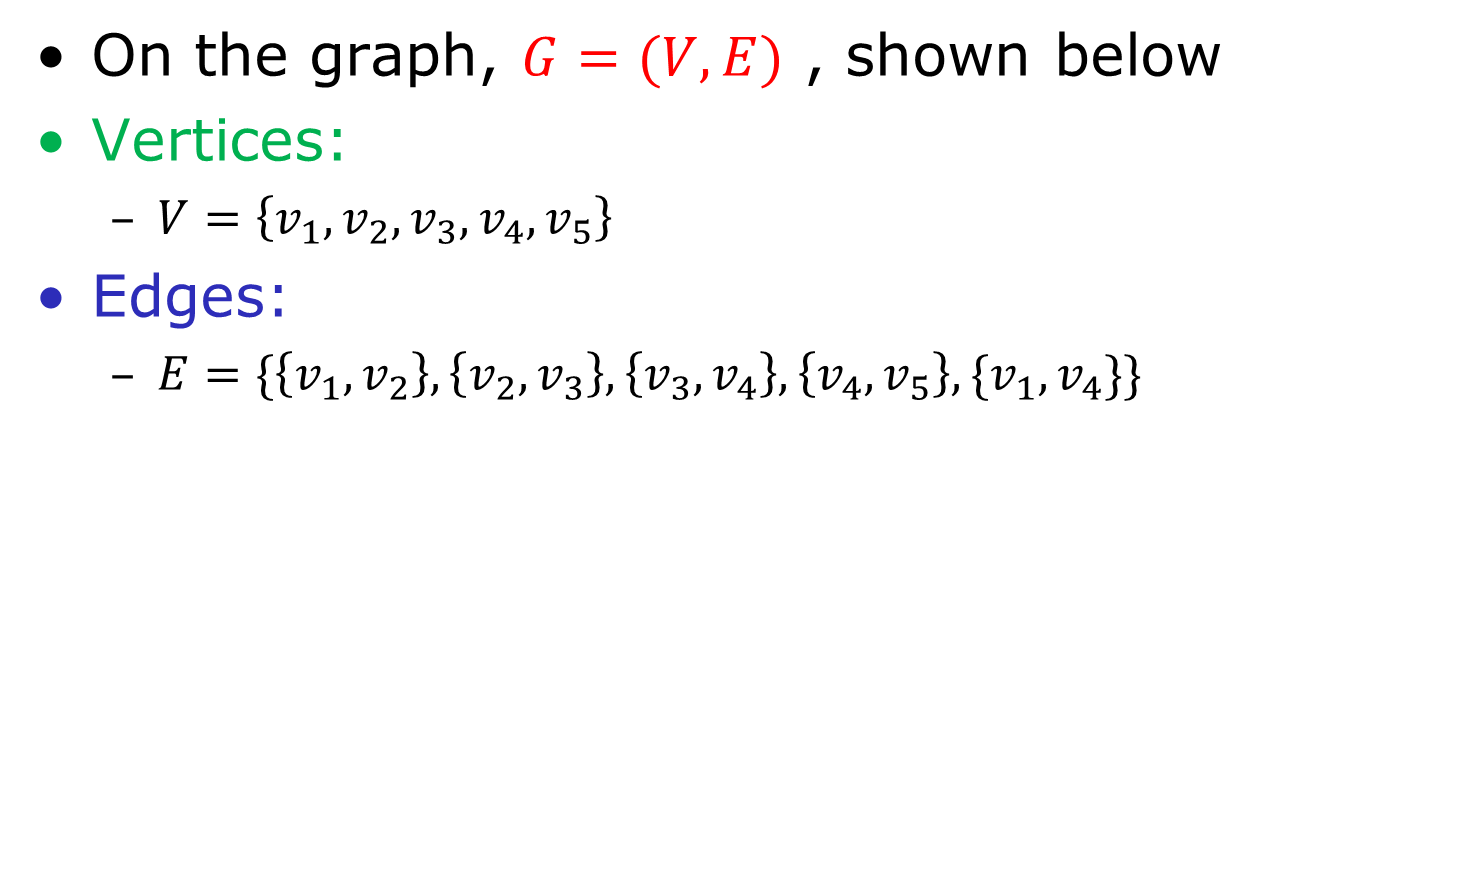 • On the graph, G = (V, E) , shown below
• Vertices:
– V = {v₁, v₂, v₃, v₄, v₅}
• Edges:
– E = {{v₁, v₂}, {v₂, v₃}, {v₃, v₄}, {v₄, v₅}, {v₁, v₄}}